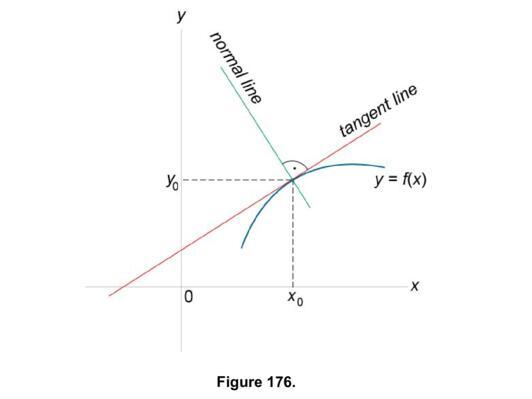 y
normal line
tangent line
y₀
y = f(x)
0
x₀
x
Figure 176.